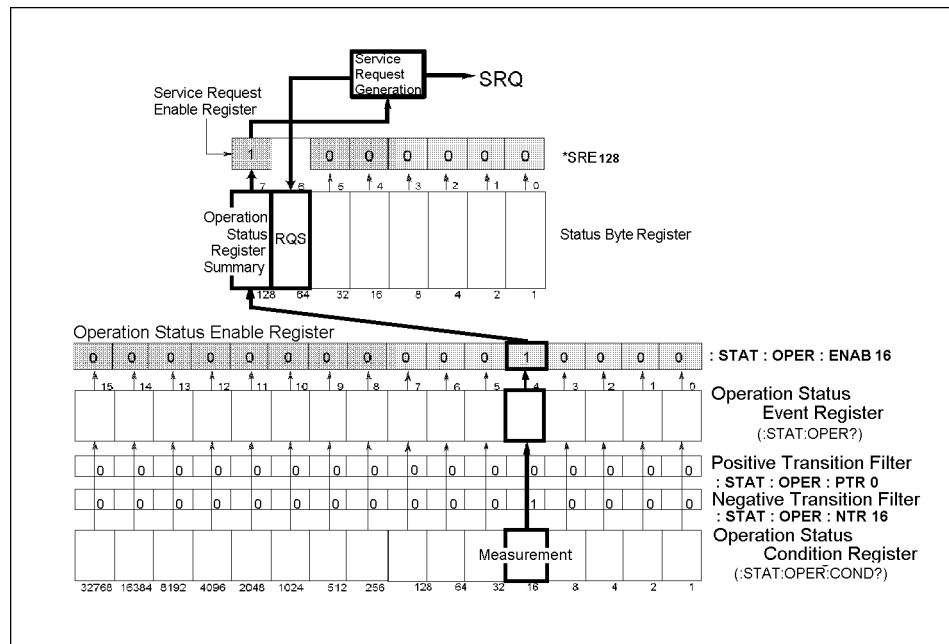 Service
Request
Generation
SRQ
Service Request
Enable Register
1 0 0 0 0 0 0
*SRE128
7 6 5 4 3 2 1 0
Operation
Status
Register
Summary
RQS
Status Byte Register
128 64 32 16 8 4 2 1
Operation Status Enable Register
0 0 0 0 0 0 0 0 0 0 0 1 0 0 0 0
: STAT : OPER : ENAB 16
15 14 13 12 11 10 9 8 7 6 5 4 3 2 1 0
Operation Status
Event Register
(:STAT:OPER?)
0 0 0 0 0 0 0 0 0 0 0 0 0 0 0 0
Positive Transition Filter
: STAT : OPER : PTR 0
0 0 0 0 0 0 0 0 0 0 0 1 0 0 0 0
Negative Transition Filter
: STAT : OPER : NTR 16
Operation Status
Condition Register
(:STAT:OPER:COND?)
Measurement
32768 16384 8192 4096 2048 1024 512 256 128 64 32 16 8 4 2 1